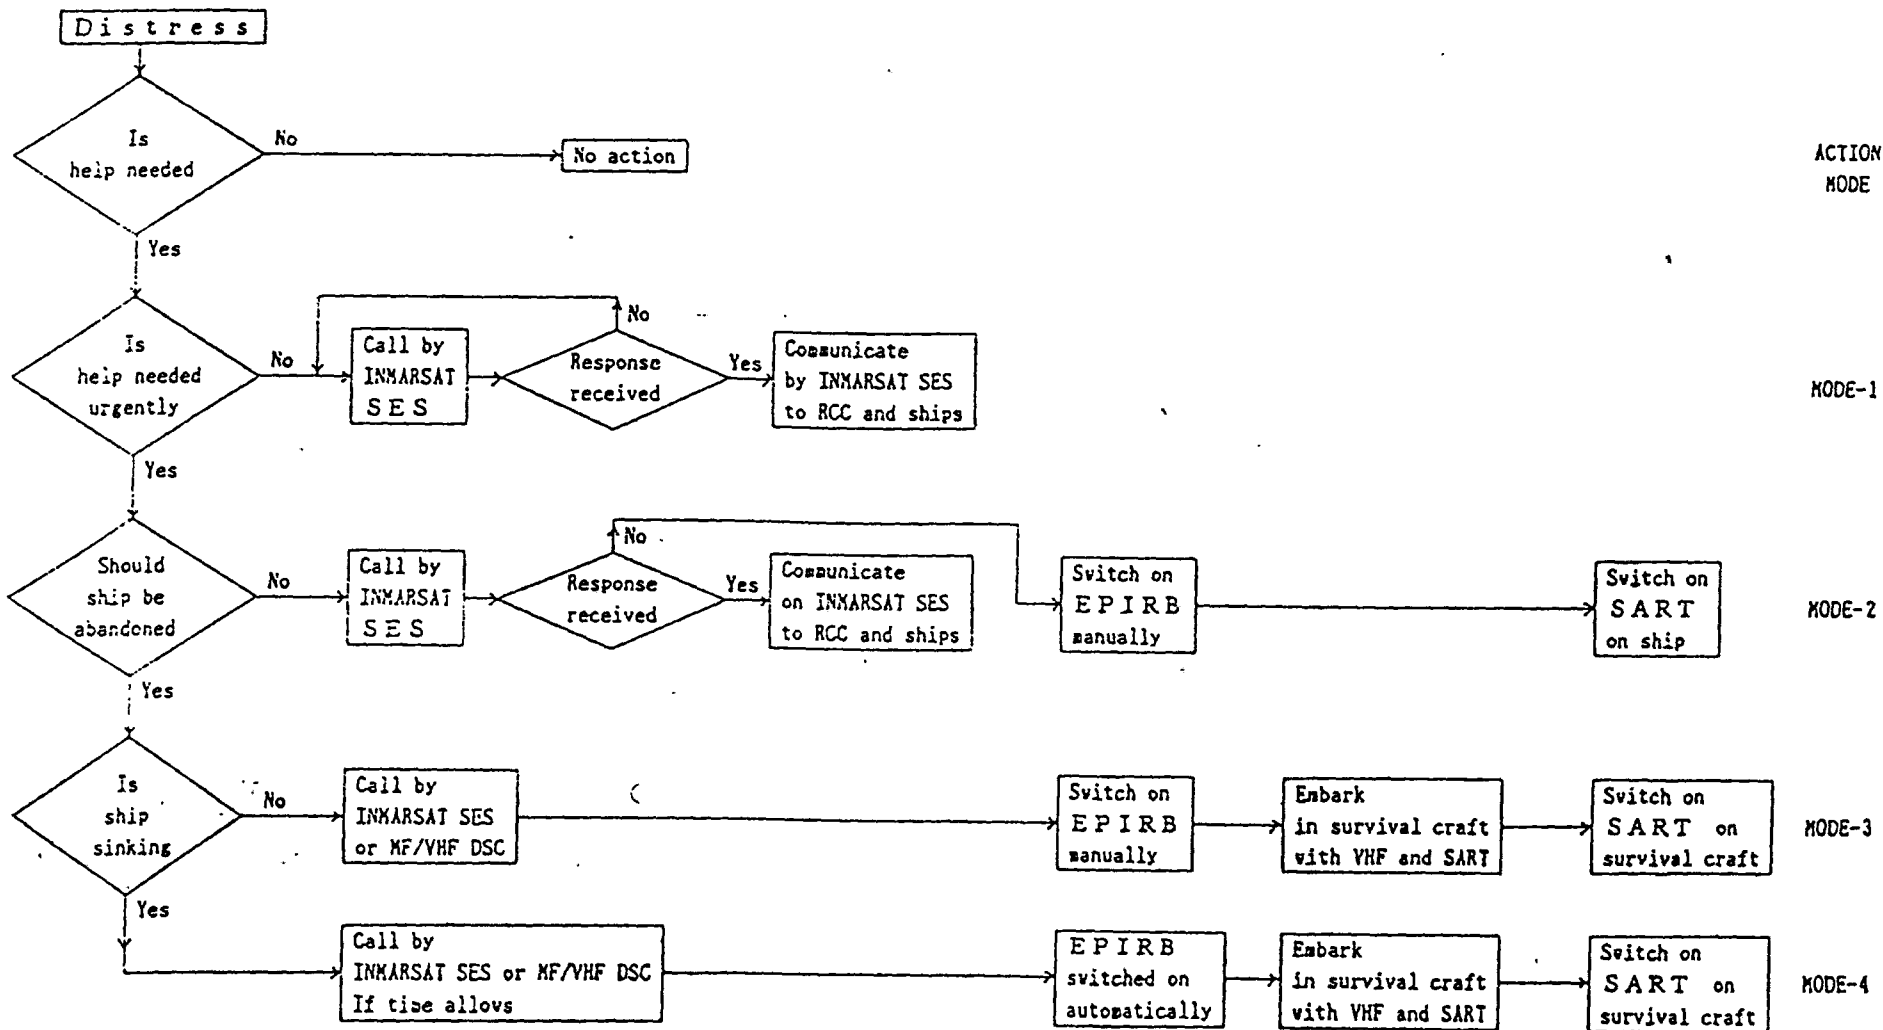 Distress
Is
help needed
No
No action
ACTION
MODE
Yes
Is
help needed
urgently
No
Call by
INMARSAT
SES
Response
received
No
Yes
Communicate
by INMARSAT SES
to RCC and ships
MODE-1
Yes
Should
ship be
abandoned
No
Call by
INMARSAT
SES
Response
received
No
Yes
Communicate
on INMARSAT SES
to RCC and ships
Switch on
EPIRB
manually
Switch on
SART
on ship
MODE-2
Yes
Is
ship
sinking
No
Call by
INMARSAT SES
or MF/VHF DSC
Switch on
EPIRB
manually
Embark
in survival craft
with VHF and SART
Switch on
SART on
survival craft
MODE-3
Yes
Call by
INMARSAT SES or MF/VHF DSC
If time allows
EPIRB
switched on
automatically
Embark
in survival craft
with VHF and SART
Switch on
SART on
survival craft
MODE-4